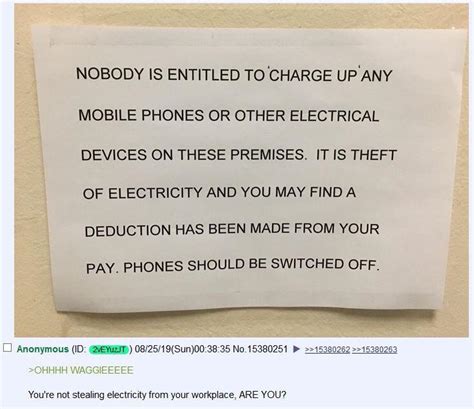 NOBODY IS ENTITLED TO 'CHARGE UP' ANY
MOBILE PHONES OR OTHER ELECTRICAL
DEVICES ON THESE PREMISES. IT IS THEFT
OF ELECTRICITY AND YOU MAY FIND A
DEDUCTION HAS BEEN MADE FROM YOUR
PAY. PHONES SHOULD BE SWITCHED OFF.
Anonymous (ID: 2vEYuzJT) 08/25/19(Sun)00:38:35 No.15380251 ▶ >>15380262 >>15380263
>OHHHH WAGGIEEEEE
You're not stealing electricity from your workplace, ARE YOU?